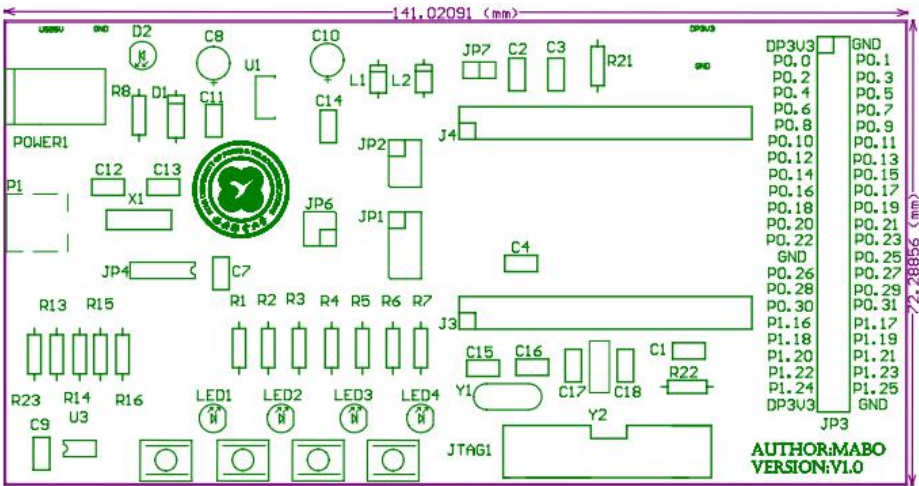 141.02091 (mm)
USB5V
GND
D2
C8
C10
U1
L1
L2
JP7
C2
C3
R21
DP3V3
GND
R8
D1
C11
C14
POWER1
J4
JP2
C12
C13
P1
X1
JP6
JP1
C4
JP4
C7
R13
R15
R1 R2 R3 R4 R5 R6 R7
J3
C15
C16
C1
R22
C17
C18
Y1
Y2
R23
R14
R16
LED1 LED2 LED3 LED4
U3
C9
JTAG1
DP3V3 GND
P0.0 P0.1
P0.2 P0.3
P0.4 P0.5
P0.6 P0.7
P0.8 P0.9
P0.10 P0.11
P0.12 P0.13
P0.14 P0.15
P0.16 P0.17
P0.18 P0.19
P0.20 P0.21
P0.22 P0.23
GND P0.25
P0.26 P0.27
P0.28 P0.29
P0.30 P0.31
P1.16 P1.17
P1.18 P1.19
P1.20 P1.21
P1.22 P1.23
P1.24 P1.25
DP3V3 GND
JP3
72.28856 (mm)
AUTHOR:MABO
VERSION:V1.0